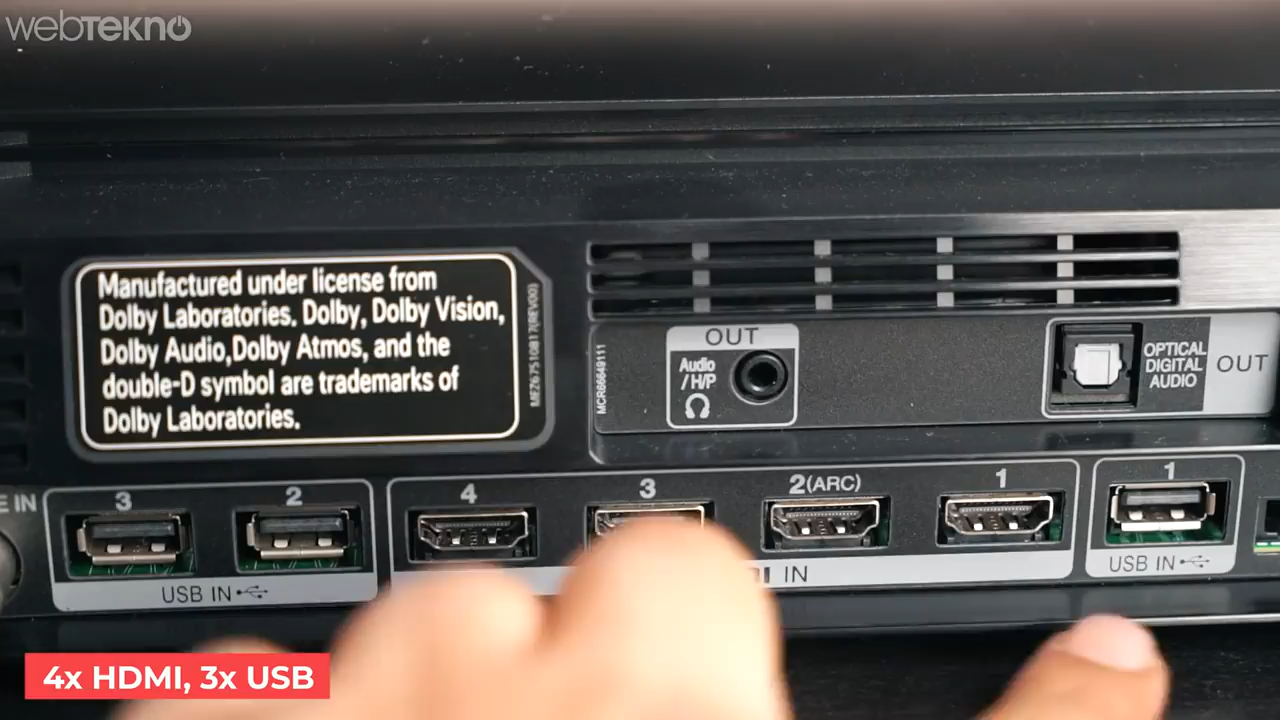 webTEKNO
Manufactured under license from
Dolby Laboratories. Dolby, Dolby Vision,
Dolby Audio,Dolby Atmos, and the
double-D symbol are trademarks of
Dolby Laboratories.
MCR66649111
OUT
Audio
/H/P
OPTICAL
DIGITAL
AUDIO
OUT
E IN
3
2
USB IN
4
3
2(ARC)
1
IN
1
USB IN
4x HDMI, 3x USB